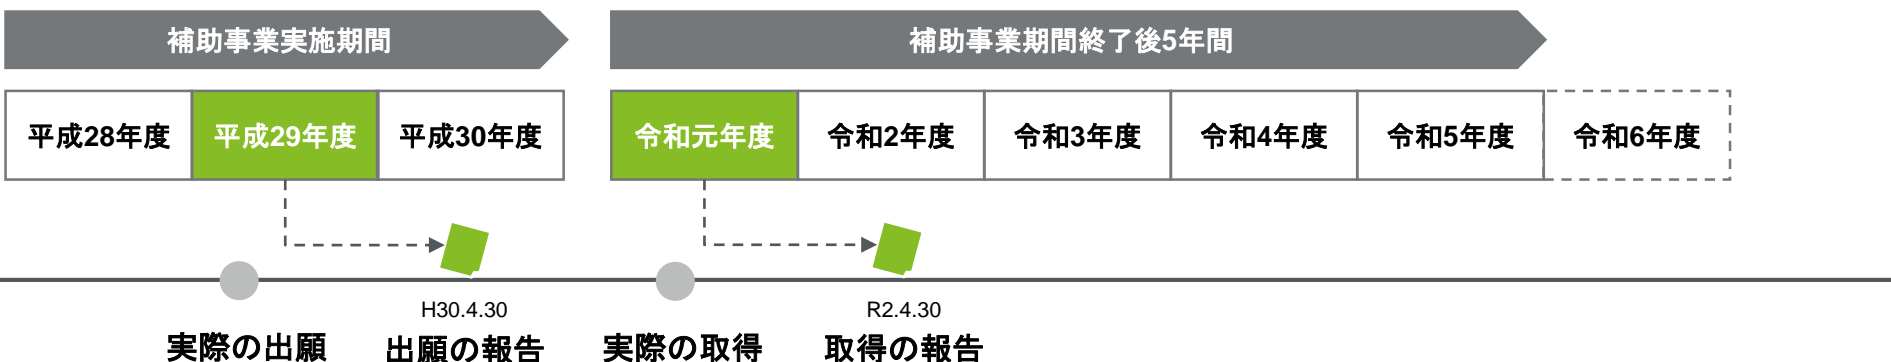 補助事業実施期間
補助事業期間終了後5年間
平成28年度
平成29年度
平成30年度
令和元年度
令和2年度
令和3年度
令和4年度
令和5年度
令和6年度
H30.4.30
R2.4.30
実際の出願
出願の報告
実際の取得
取得の報告